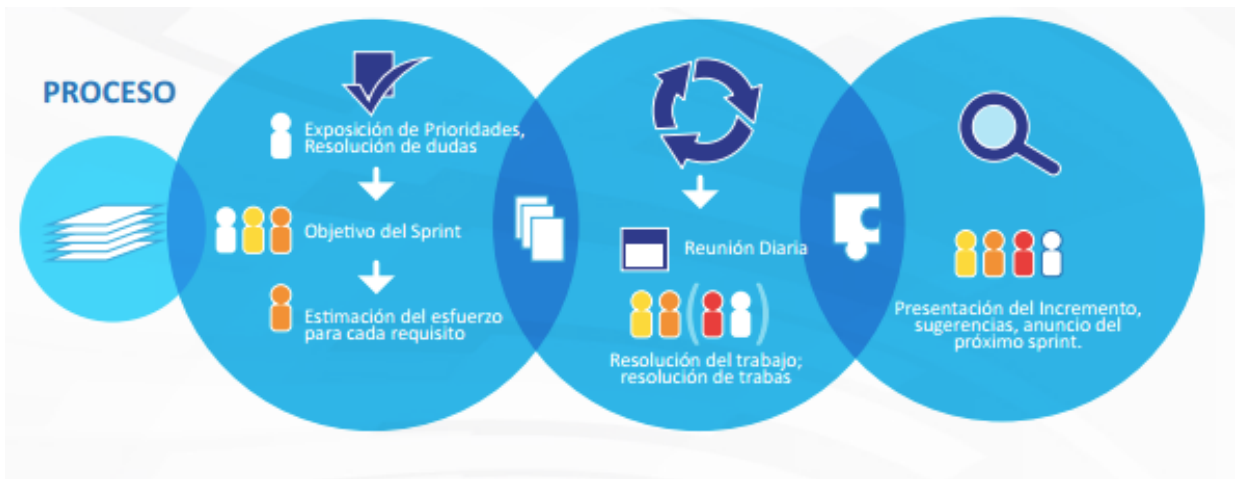 PROCESO
Exposición de Prioridades,
Resolución de dudas
Objetivo del Sprint
Estimación del esfuerzo
para cada requisito
Reunión Diaria
Resolución del trabajo;
resolución de trabas
Presentación del Incremento,
sugerencias, anuncio del
próximo sprint.